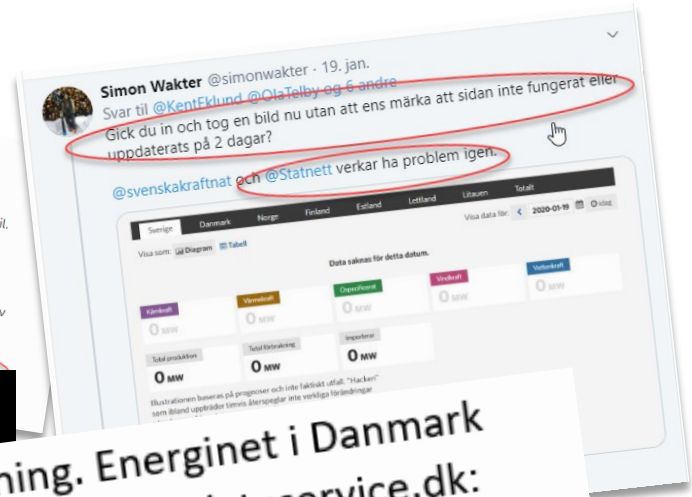 Simon Wakter @simonwakter · 19. jan.
Svar til @KentEklund @OlaTelby og 6 andre
Gick du in och tog en bild nu utan att ens märka att sidan inte fungerat eller
uppdaterats på 2 dagar?
@svenskakraftnat och @Statnett verkar ha problem igen.
Sverige Danmark Norge Finland Estland Lettland Litauen Totalt
Visa som: Diagram Tabell
Visa data för: < 2020-01-19 Idag
Data saknas för detta datum.
Kärnkraft Värmekraft Ospecificerat Vindkraft Vattenkraft
0 MW 0 MW 0 MW 0 MW 0 MW
Total produktion Total förbrukning Importerar
0 MW 0 MW 0 MW
Illustrationen baseras på prognoser och inte faktiskt utfall. "Hacken"
som ibland uppträder timvis återspeglar inte verkliga förändringar
ning. Energinet i Danmark
service.dk: